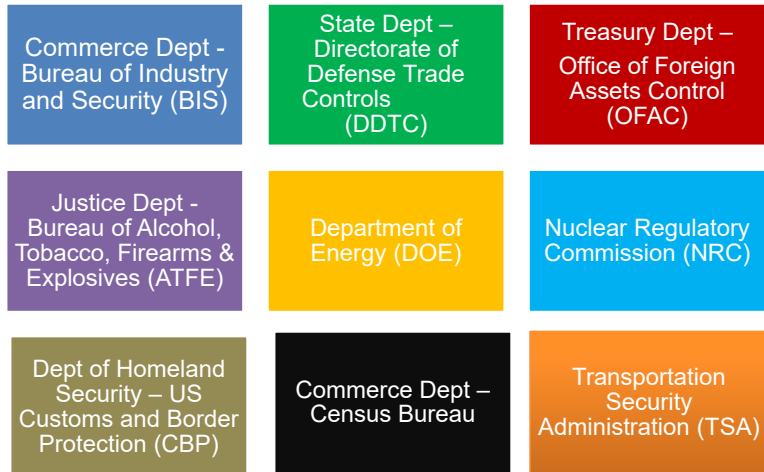 Commerce Dept -
Bureau of Industry
and Security (BIS)
State Dept –
Directorate of
Defense Trade
Controls
(DDTC)
Treasury Dept –
Office of Foreign
Assets Control
(OFAC)
Justice Dept -
Bureau of Alcohol,
Tobacco, Firearms &
Explosives (ATFE)
Department of
Energy (DOE)
Nuclear Regulatory
Commission (NRC)
Dept of Homeland
Security – US
Customs and Border
Protection (CBP)
Commerce Dept –
Census Bureau
Transportation
Security
Administration (TSA)